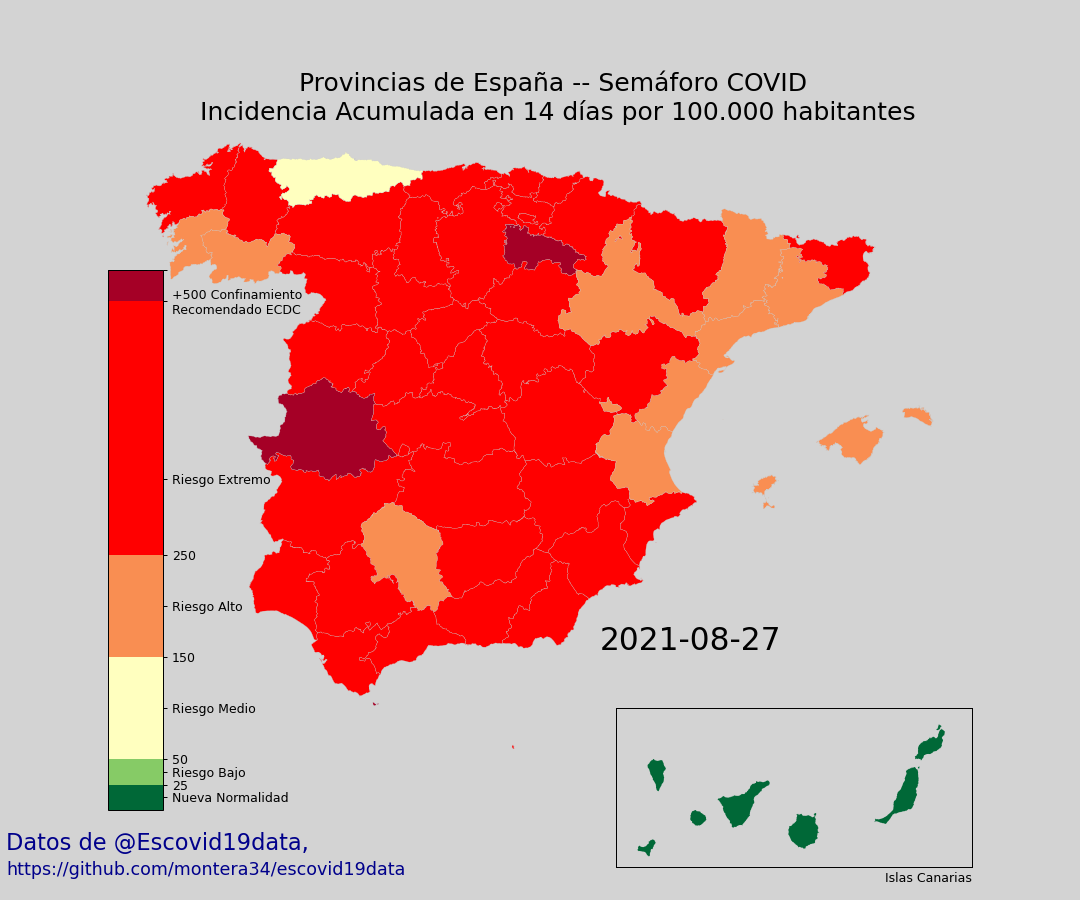 Provincias de España -- Semáforo COVID
Incidencia Acumulada en 14 días por 100.000 habitantes
+500 Confinamiento
Recomendado ECDC
Riesgo Extremo
250
Riesgo Alto
150
Riesgo Medio
50
Riesgo Bajo
25
Nueva Normalidad
2021-08-27
Islas Canarias
Datos de @Escovid19data,
https://github.com/montera34/escovid19data